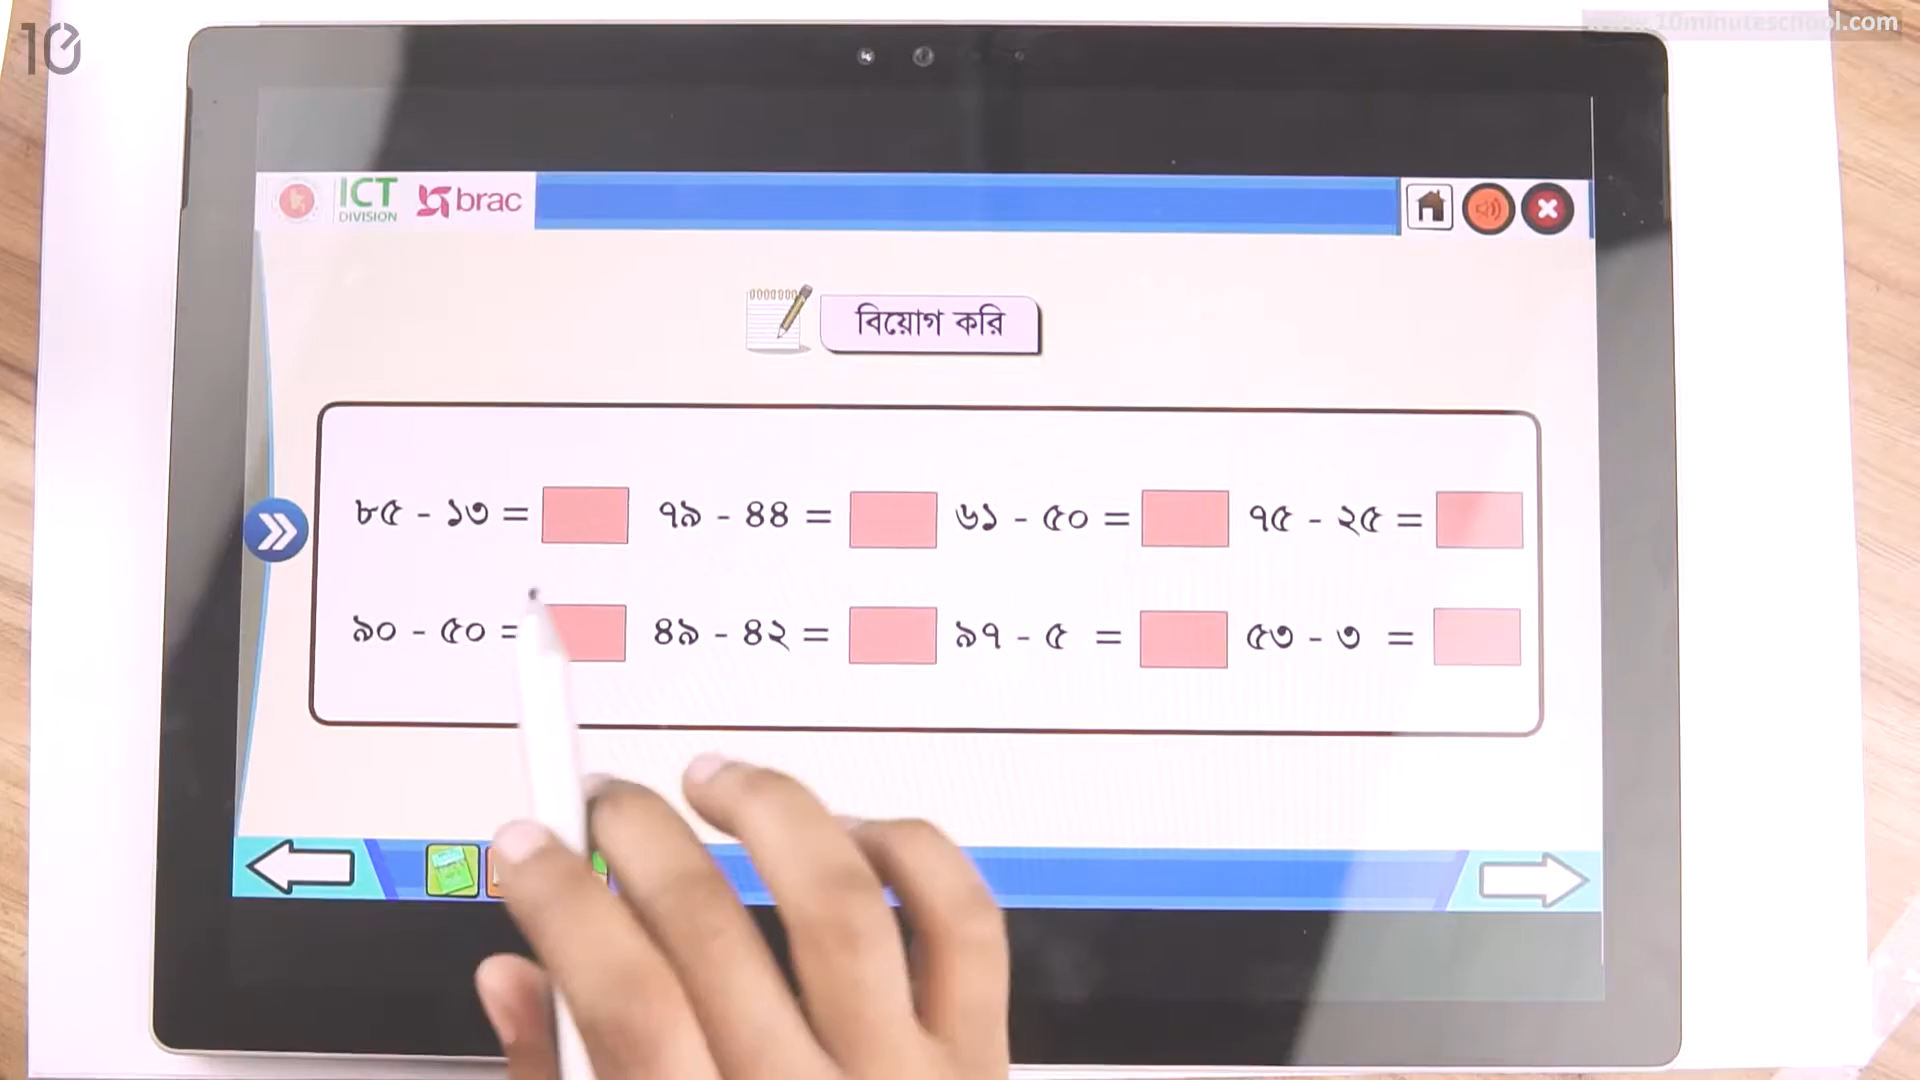 10
www.10minuteschool.com
ICT
DIVISION
brac
বিয়োগ করি
৮৫ - ১৩ =
৭৯ - ৪৪ =
৬১ - ৫০ =
৭৫ - ২৫ =
৯০ - ৫০ =
৪৯ - ৪২ =
৯৭ - ৫ =
৫৩ - ৩ =